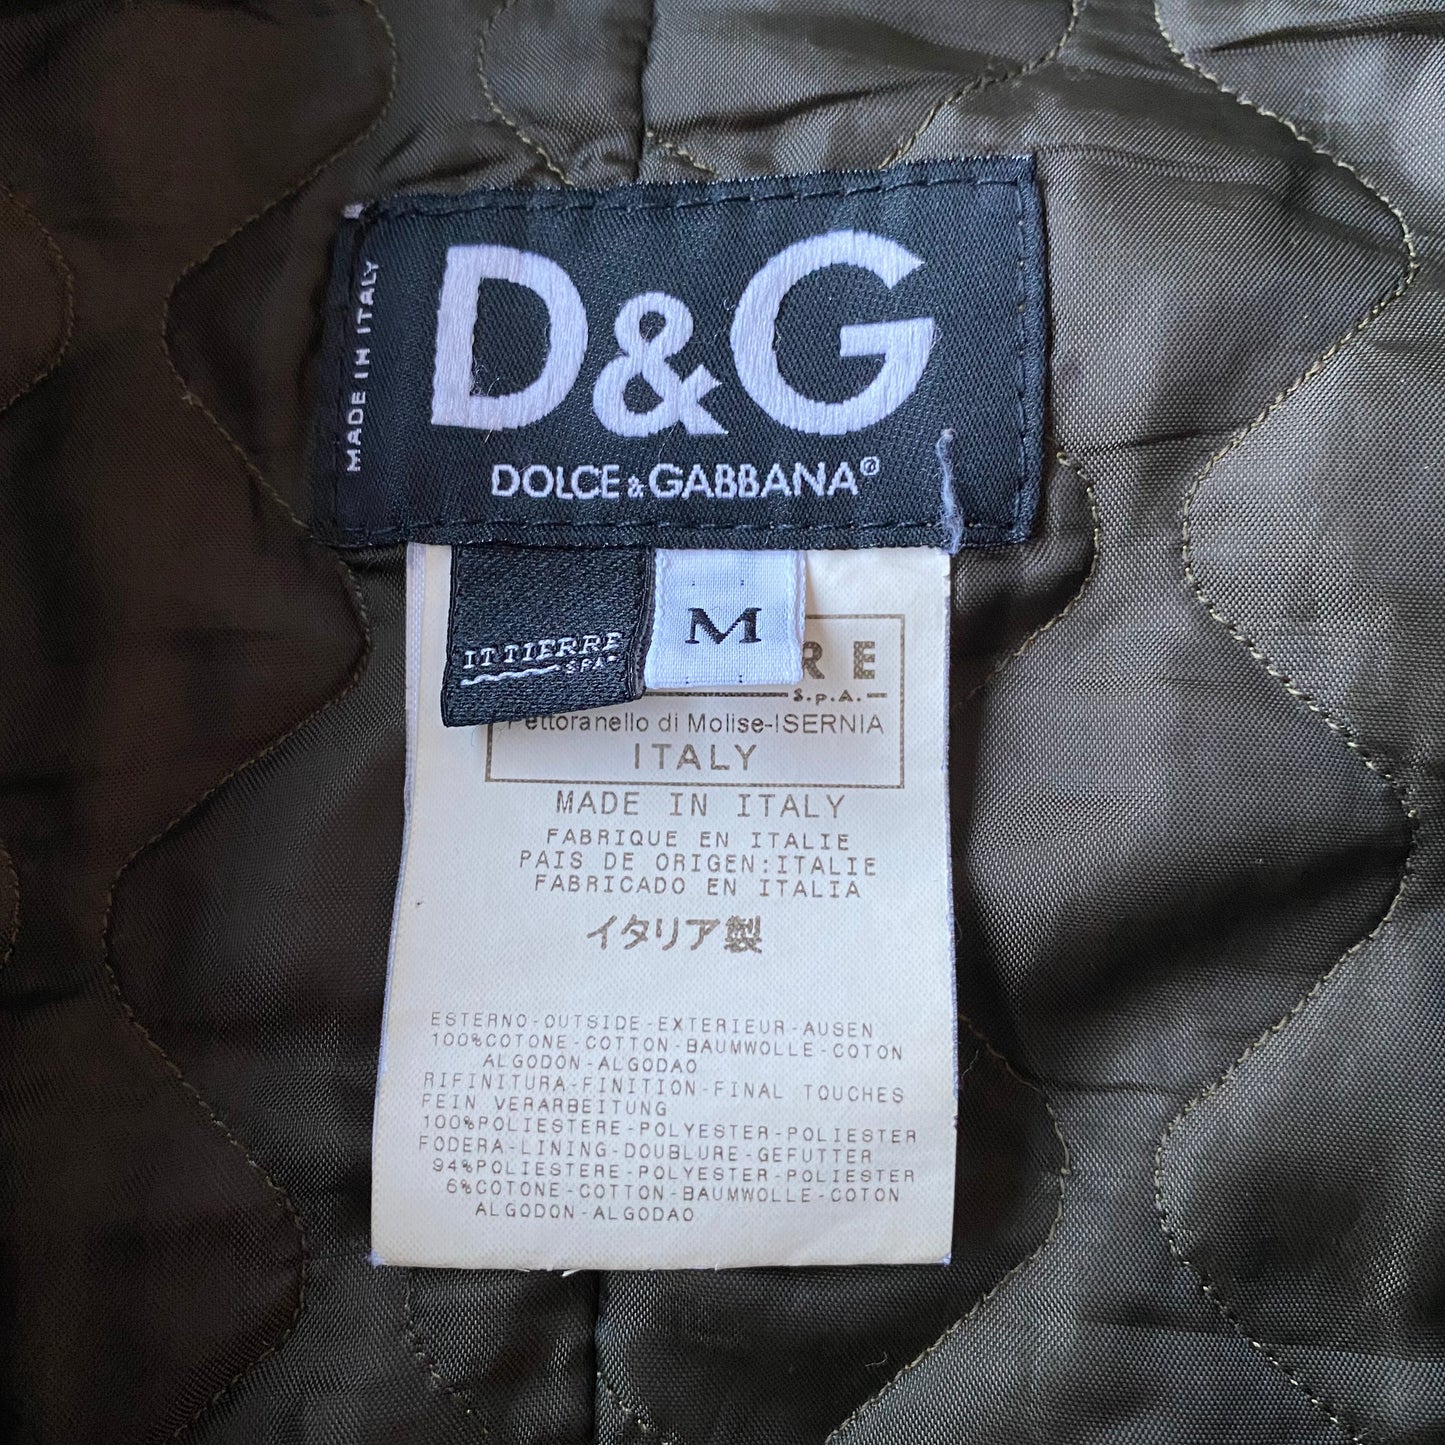 MADE IN ITALY
D&G
DOLCE & GABBANA®
ITTIERRE
SPA
M
RE
S.p.A.
Pettoranello di Molise-ISERNIA
ITALY
MADE IN ITALY
FABRIQUE EN ITALIE
PAIS DE ORIGEN:ITALIE
FABRICADO EN ITALIA
イタリア製
ESTERNO-OUTSIDE-EXTERIEUR-AUSEN
100%COTONE-COTTON-BAUMWOLLE-COTON
ALGODON-ALGODAO
RIFINITURA-FINITION-FINAL TOUCHES
FEIN VERARBEITUNG
100%POLIESTERE-POLYESTER-POLIESTER
FODERA-LINING-DOUBLURE-GEFUTTER
94%POLIESTERE-POLYESTER-POLIESTER
6%COTONE-COTTON-BAUMWOLLE-COTON
ALGODON-ALGODAO